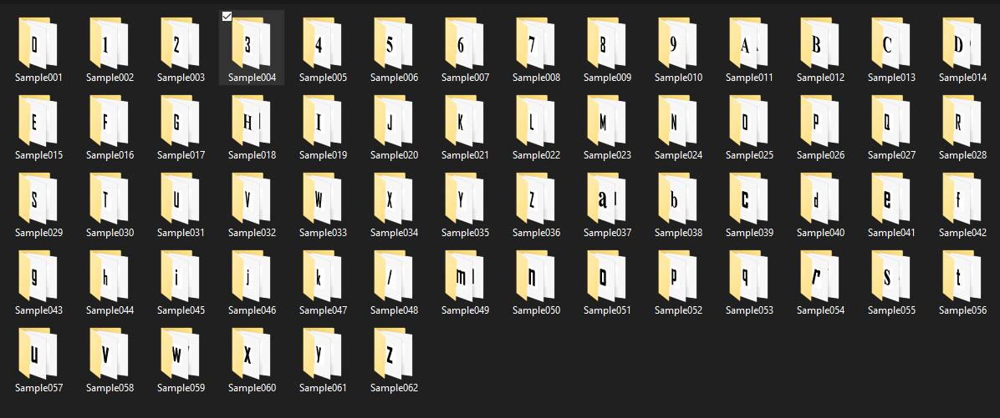 0 1 2 3 4 5 6 7 8 9 A B C D
Sample001 Sample002 Sample003 Sample004 Sample005 Sample006 Sample007 Sample008 Sample009 Sample010 Sample011 Sample012 Sample013 Sample014
E F G H I J K L M N O P Q R
Sample015 Sample016 Sample017 Sample018 Sample019 Sample020 Sample021 Sample022 Sample023 Sample024 Sample025 Sample026 Sample027 Sample028
S T U V W X Y Z a b c d e f
Sample029 Sample030 Sample031 Sample032 Sample033 Sample034 Sample035 Sample036 Sample037 Sample038 Sample039 Sample040 Sample041 Sample042
g h i j k l m n o p q r s t
Sample043 Sample044 Sample045 Sample046 Sample047 Sample048 Sample049 Sample050 Sample051 Sample052 Sample053 Sample054 Sample055 Sample056
u v w x y z
Sample057 Sample058 Sample059 Sample060 Sample061 Sample062